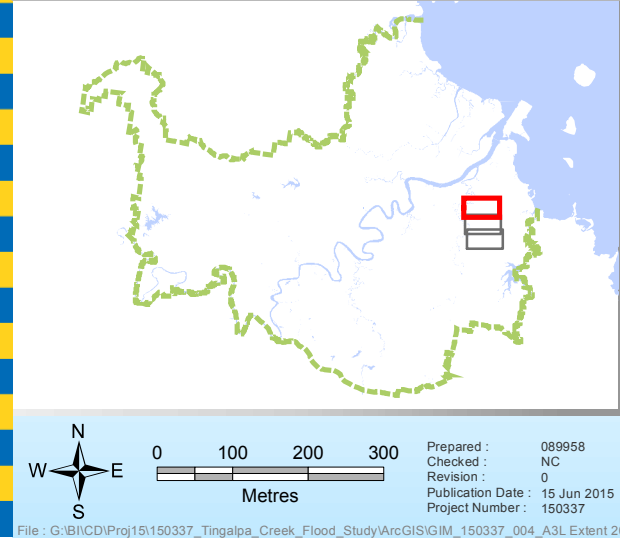 N
W E
S
0 100 200 300
Metres
Prepared : 089958
Checked : NC
Revision : 0
Publication Date : 15 Jun 2015
Project Number : 150337
File : G:\BI\CD\Proj15\150337_Tingalpa_Creek_Flood_Study\ArcGIS\GIM_150337_004_A3L Extent